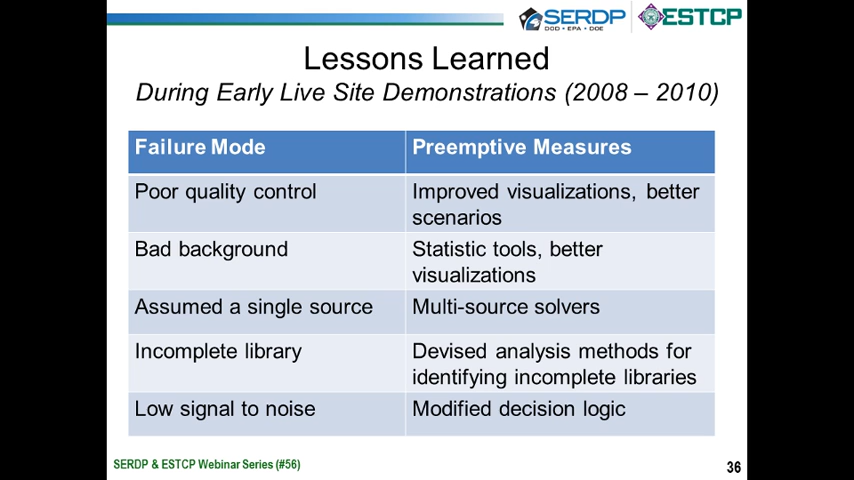 SERDP
DOD • EPA • DOE
ESTCP
Lessons Learned
During Early Live Site Demonstrations (2008 – 2010)
Failure Mode
Preemptive Measures
Poor quality control
Improved visualizations, better
scenarios
Bad background
Statistic tools, better
visualizations
Assumed a single source
Multi-source solvers
Incomplete library
Devised analysis methods for
identifying incomplete libraries
Low signal to noise
Modified decision logic
SERDP & ESTCP Webinar Series (#56)
36